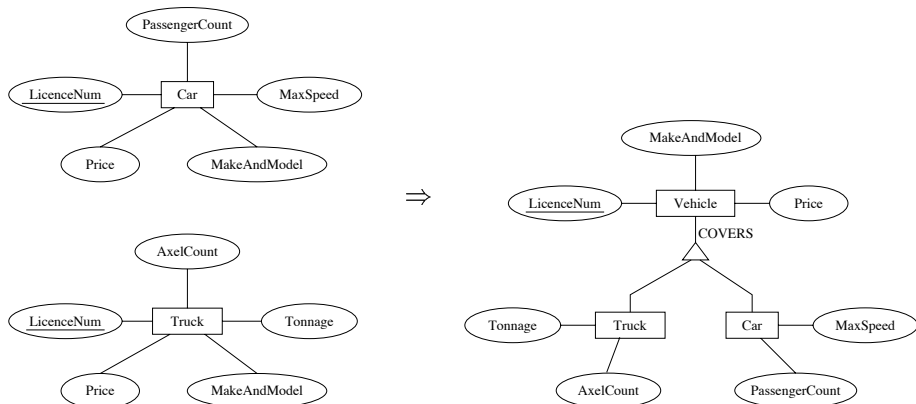 PassengerCount
LicenceNum
Car
MaxSpeed
Price
MakeAndModel
AxelCount
LicenceNum
Truck
Tonnage
Price
MakeAndModel
⇒
MakeAndModel
LicenceNum
Vehicle
Price
COVERS
Tonnage
Truck
Car
MaxSpeed
AxelCount
PassengerCount